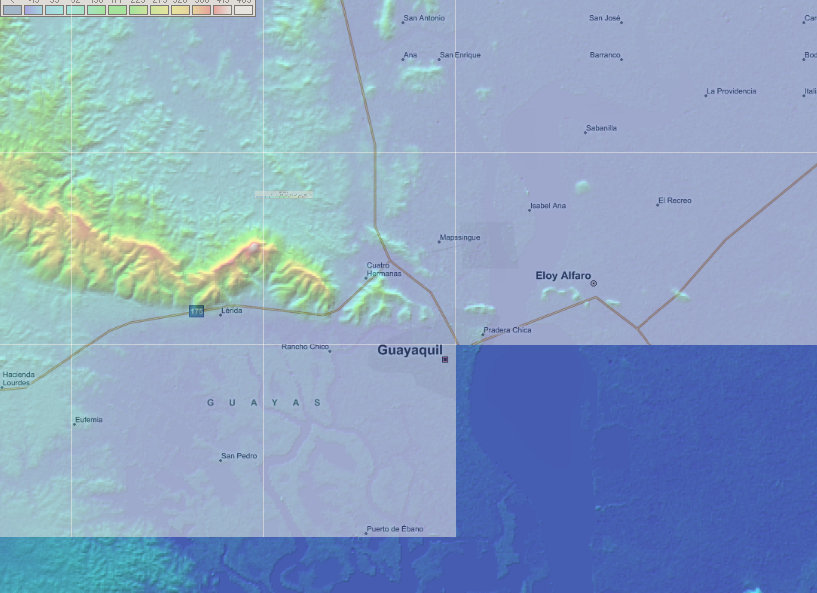 San Antonio
San José
Ana
San Enrique
Barranco
La Providencia
Sabanilla
Isabel Ana
El Recreo
Mapasingue
Cuatro
Hermanas
Eloy Alfaro
Lenda
Pradera Chica
Rancho Chico
Guayaquil
Hacienda
Lourdes
G U A Y A S
Eufemia
San Pedro
Puerto de Ébano